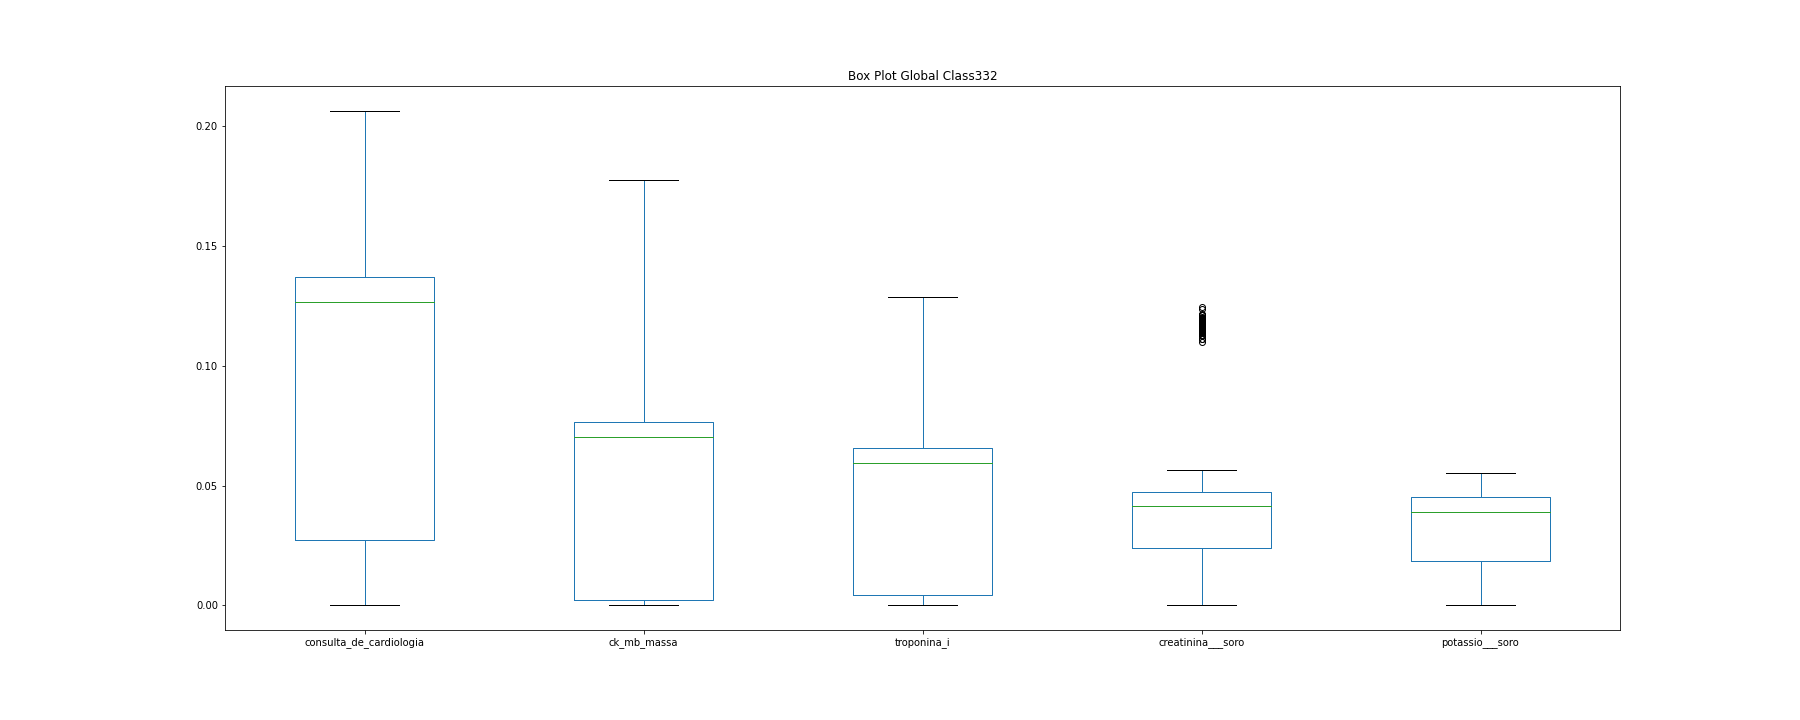 Box Plot Global Class332
0.20
0.15
0.10
0.05
0.00
consulta_de_cardiologia ck_mb_massa troponina_i creatinina___soro potassio___soro